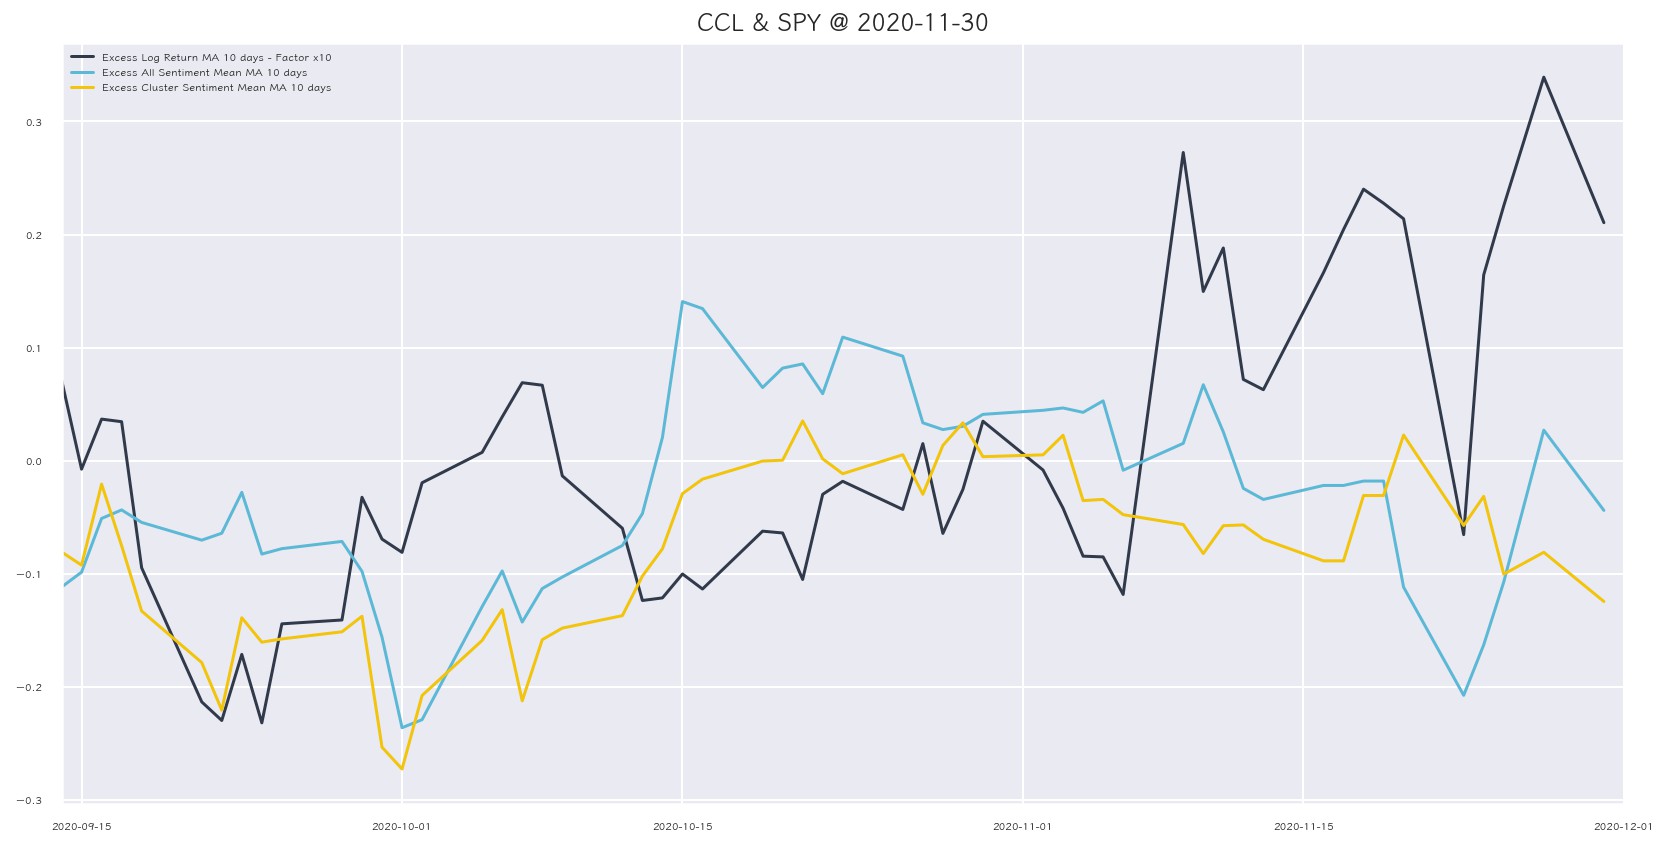 CCL & SPY @ 2020-11-30
Excess Log Return MA 10 days - Factor x10
Excess All Sentiment Mean MA 10 days
Excess Cluster Sentiment Mean MA 10 days
0.3
0.2
0.1
0.0
−0.1
−0.2
−0.3
2020-09-15 2020-10-01 2020-10-15 2020-11-01 2020-11-15 2020-12-01